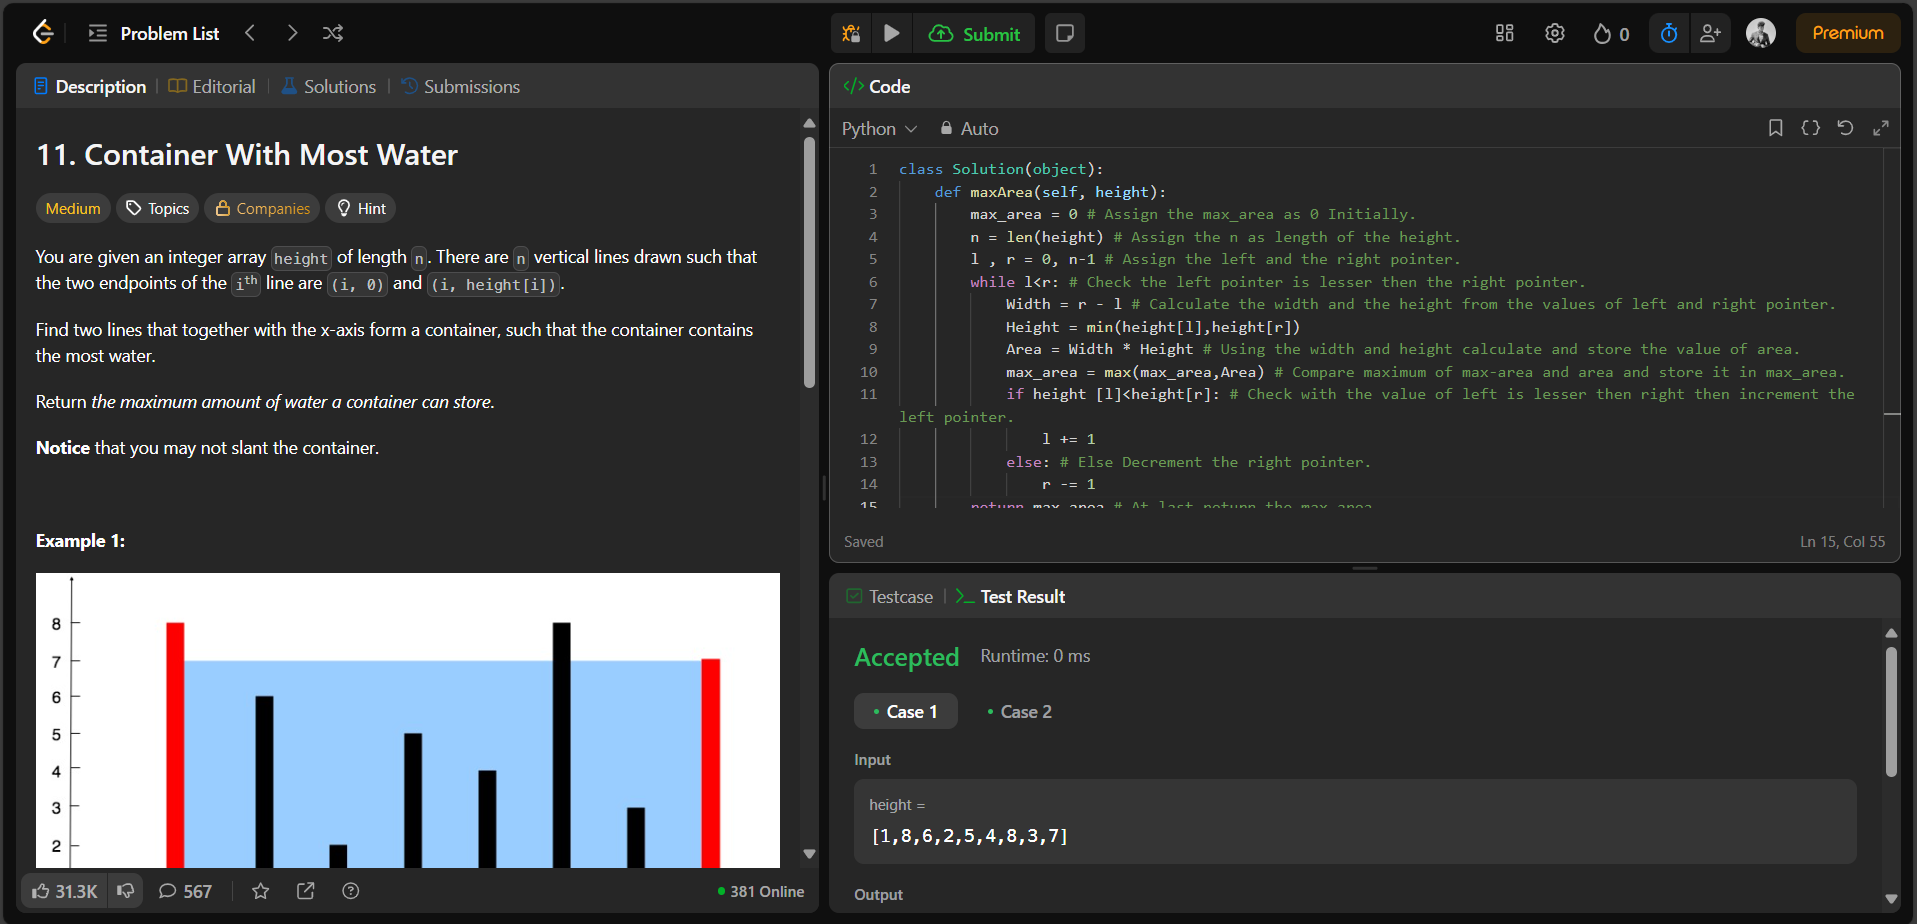 Problem List
Submit
0
Premium
Description
Editorial
Solutions
Submissions
11. Container With Most Water
Medium
Topics
Companies
Hint
You are given an integer array height of length n. There are n vertical lines drawn such that
the two endpoints of the ith line are (i, 0) and (i, height[i]).
Find two lines that together with the x-axis form a container, such that the container contains
the most water.
Return the maximum amount of water a container can store.
Notice that you may not slant the container.
Example 1:
8
7
6
5
4
3
2
31.3K
567
381 Online
</> Code
Python
Auto
1 class Solution(object):
2 def maxArea(self, height):
3 max_area = 0 # Assign the max_area as 0 Initially.
4 n = len(height) # Assign the n as length of the height.
5 l , r = 0, n-1 # Assign the left and the right pointer.
6 while l<r: # Check the left pointer is lesser then the right pointer.
7 Width = r - l # Calculate the width and the height from the values of left and right pointer.
8 Height = min(height[l],height[r])
9 Area = Width * Height # Using the width and height calculate and store the value of area.
10 max_area = max(max_area,Area) # Compare maximum of max-area and area and store it in max_area.
11 if height [l]<height[r]: # Check with the value of left is lesser then right then increment the
left pointer.
12 l += 1
13 else: # Else Decrement the right pointer.
14 r -= 1
15 return max_area # At last return the max_area
Saved
Ln 15, Col 55
Testcase
Test Result
Accepted
Runtime: 0 ms
Case 1
Case 2
Input
height =
[1,8,6,2,5,4,8,3,7]
Output